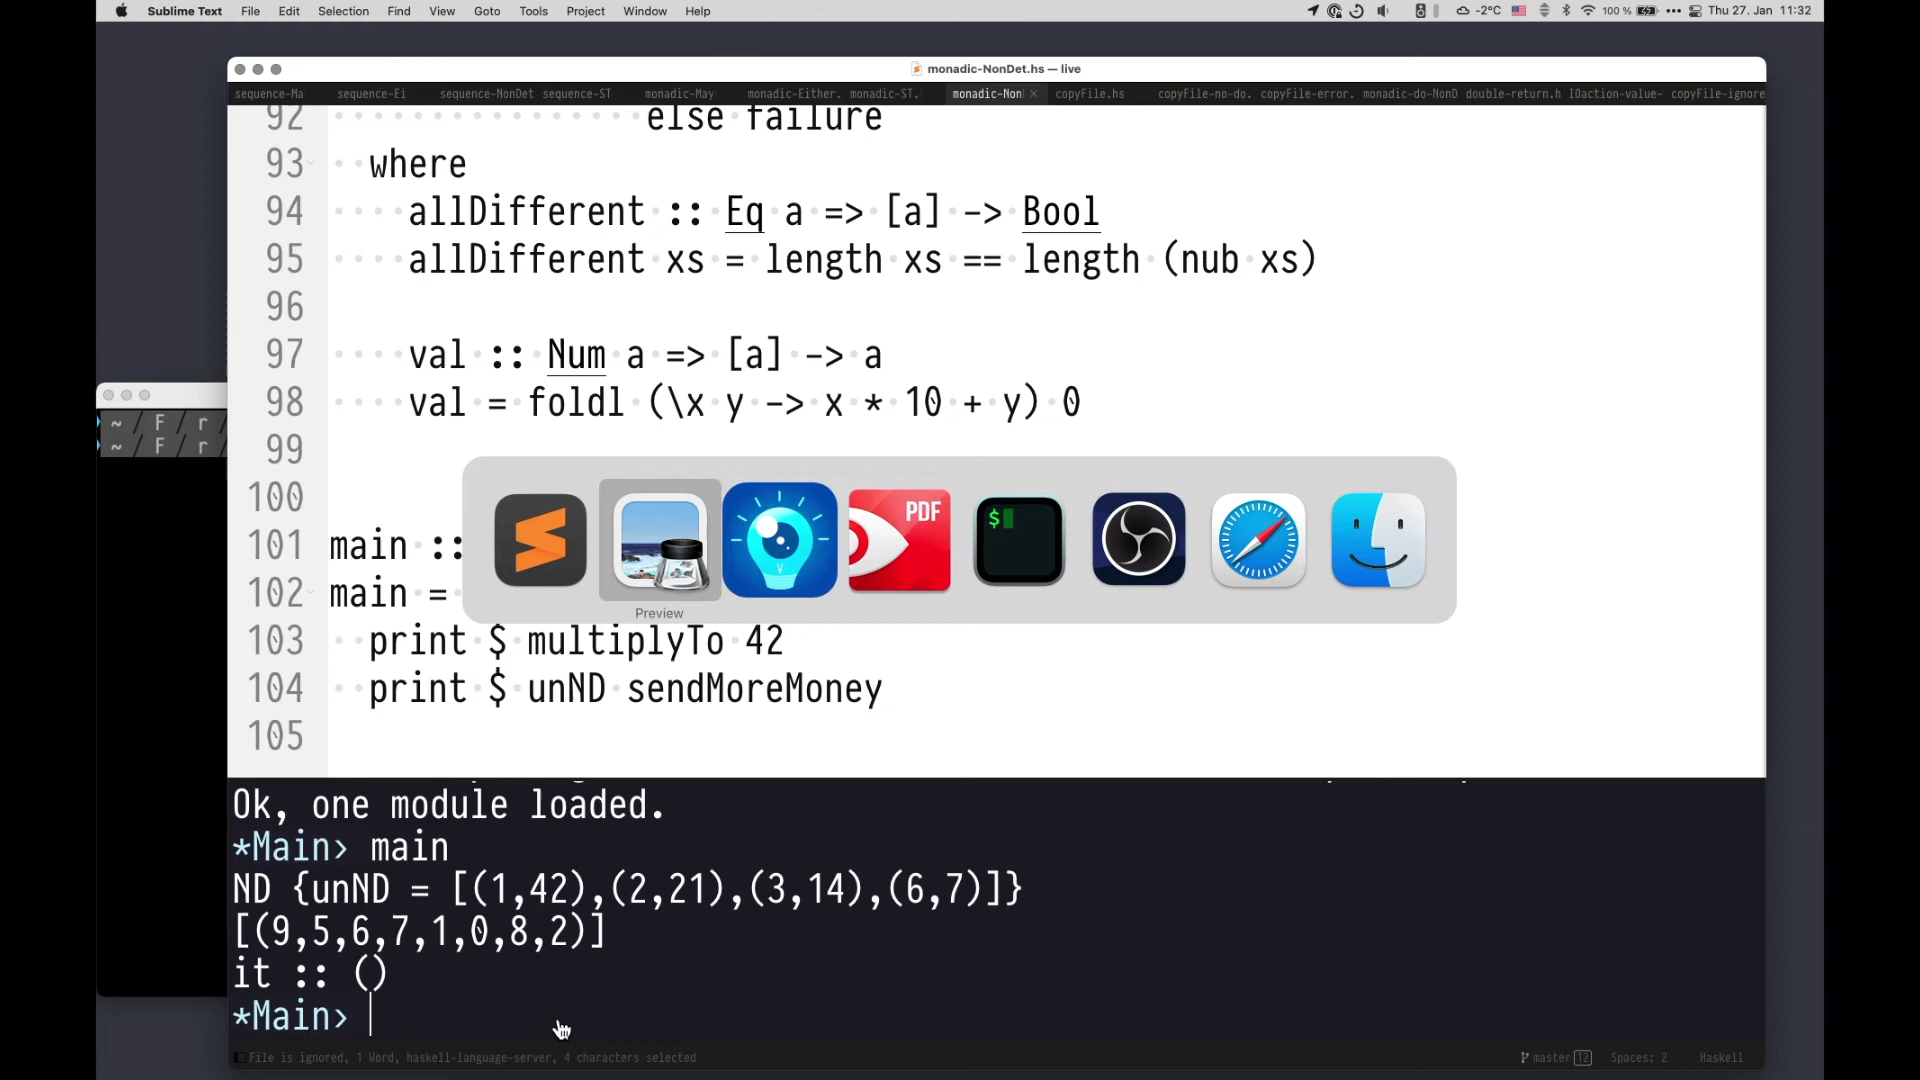 Sublime Text File Edit Selection Find View Goto Tools Project Window Help -2°C 100 % Thu 27. Jan 11:32
monadic-NonDet.hs — live
sequence-Ma sequence-Ei sequence-NonDet sequence-ST monadic-May monadic-Either. monadic-ST. monadic-Non copyFile.hs copyFile-no-do. copyFile-error. monadic-do-NonD double-return.h IOaction-value- copyFile-ignore
92 else failure
93 where
94 allDifferent :: Eq a => [a] -> Bool
95 allDifferent xs = length xs == length (nub xs)
96
97 val :: Num a => [a] -> a
98 val = foldl (\x y -> x * 10 + y) 0
99
100
101 main ::
102 main =
PDF
$
Preview
103 print $ multiplyTo 42
104 print $ unND sendMoreMoney
105
~ / F / r /
~ / F / r /
Ok, one module loaded.
*Main> main
ND {unND = [(1,42),(2,21),(3,14),(6,7)]}
[(9,5,6,7,1,0,8,2)]
it :: ()
*Main>
File is ignored, 1 Word, haskell-language-server, 4 characters selected master 12 Spaces: 2 Haskell